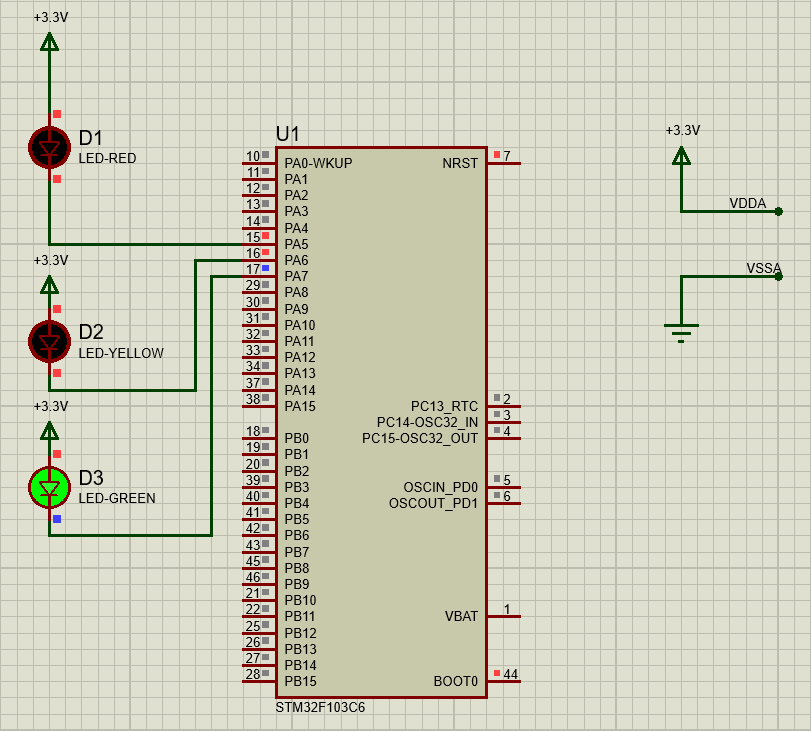 +3.3V
D1
LED-RED
+3.3V
D2
LED-YELLOW
+3.3V
D3
LED-GREEN
U1
10 PA0-WKUP
11 PA1
12 PA2
13 PA3
14 PA4
15 PA5
16 PA6
17 PA7
29 PA8
30 PA9
31 PA10
32 PA11
33 PA12
34 PA13
37 PA14
38 PA15
18 PB0
19 PB1
20 PB2
39 PB3
40 PB4
41 PB5
42 PB6
43 PB7
45 PB8
46 PB9
21 PB10
22 PB11
25 PB12
26 PB13
27 PB14
28 PB15
NRST 7
PC13_RTC 2
PC14-OSC32_IN 3
PC15-OSC32_OUT 4
OSCIN_PD0 5
OSCOUT_PD1 6
VBAT 1
BOOT0 44
STM32F103C6
+3.3V
VDDA
VSSA